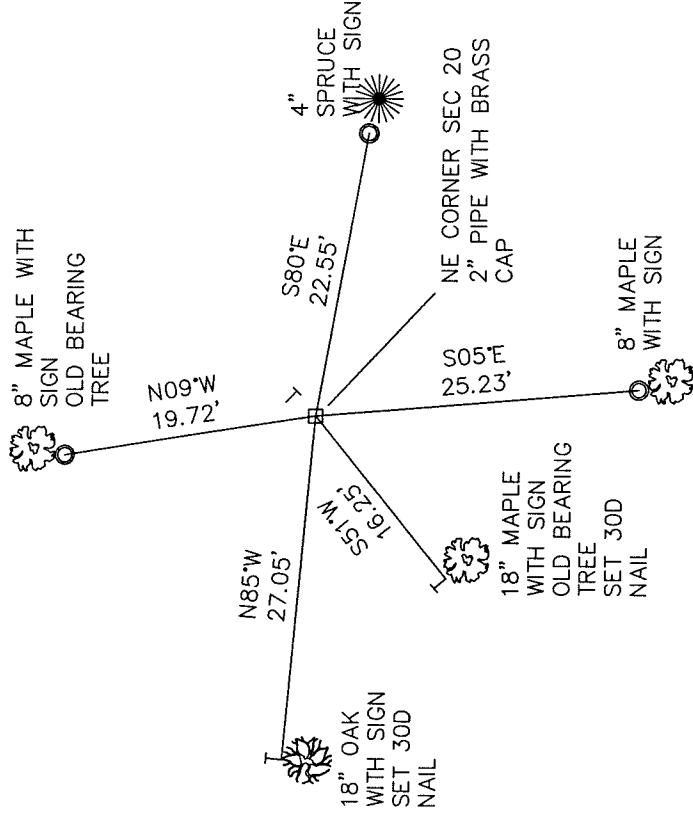 8" MAPLE WITH
SIGN
OLD BEARING
TREE
N09°W
19.72'
4"
SPRUCE
WITH SIGN
S80°E
22.55'
NE CORNER SEC 20
2" PIPE WITH BRASS
CAP
N85°W
27.05'
S51°W
16.25'
S05°E
25.23'
8" MAPLE
WITH SIGN
18" MAPLE
WITH SIGN
OLD BEARING
TREE
SET 30D
NAIL
18" OAK
WITH SIGN
SET 30D
NAIL